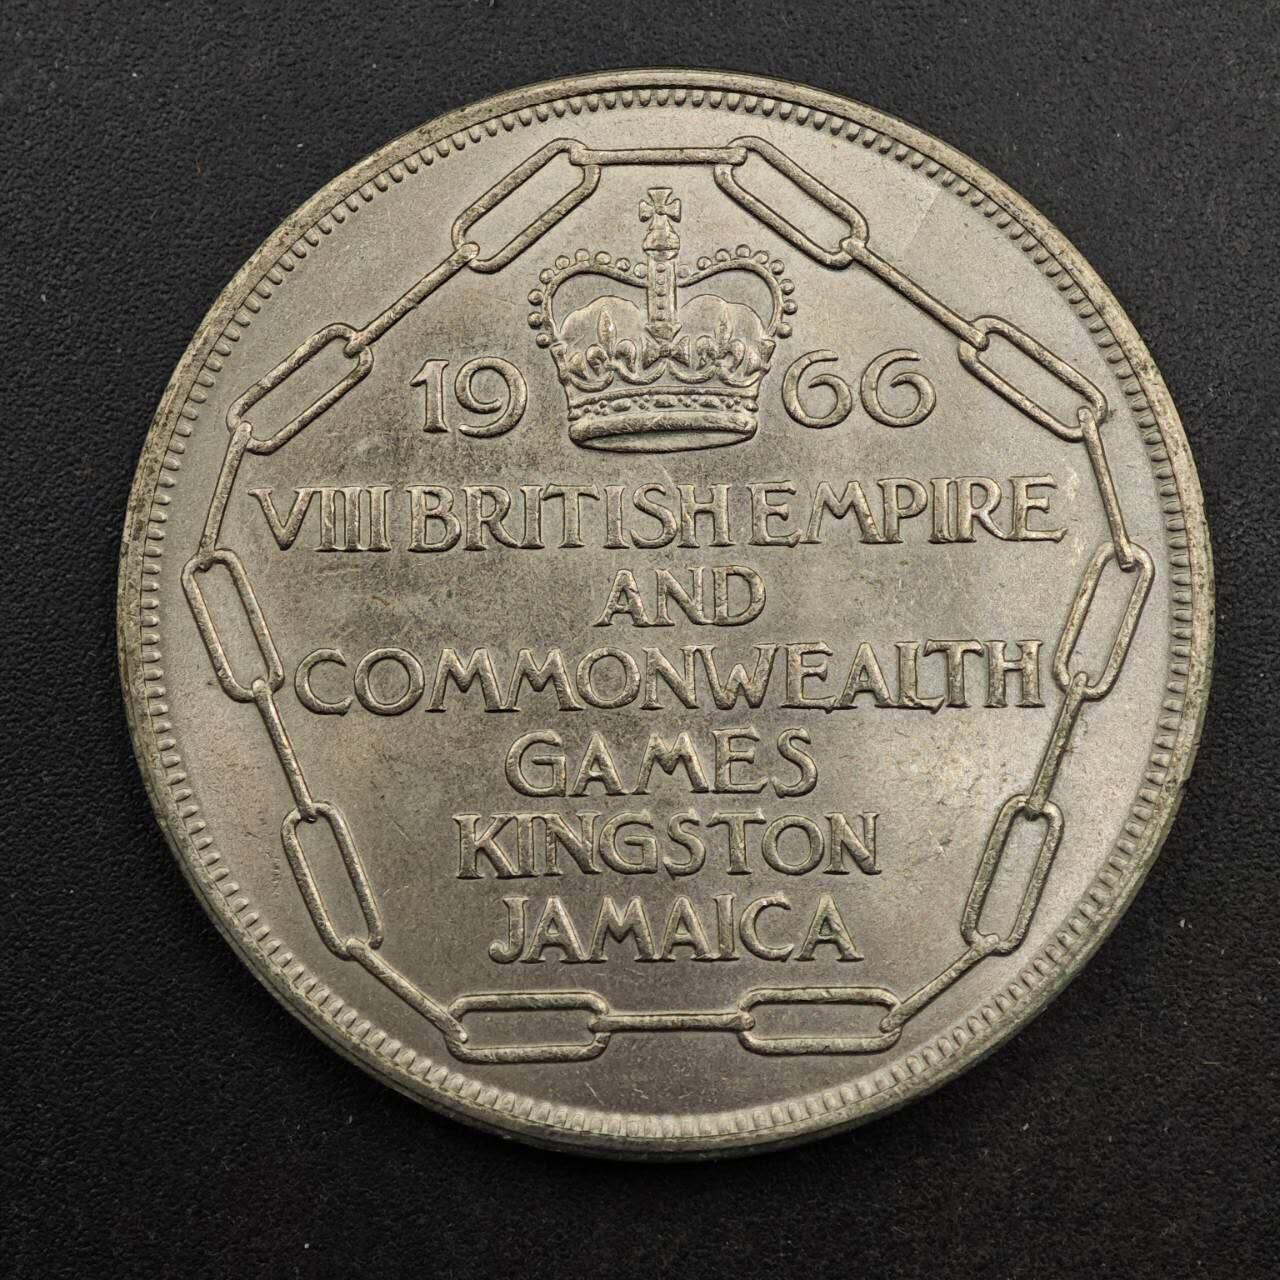 1966
VIII BRITISH EMPIRE
AND
COMMONWEALTH
GAMES
KINGSTON
JAMAICA